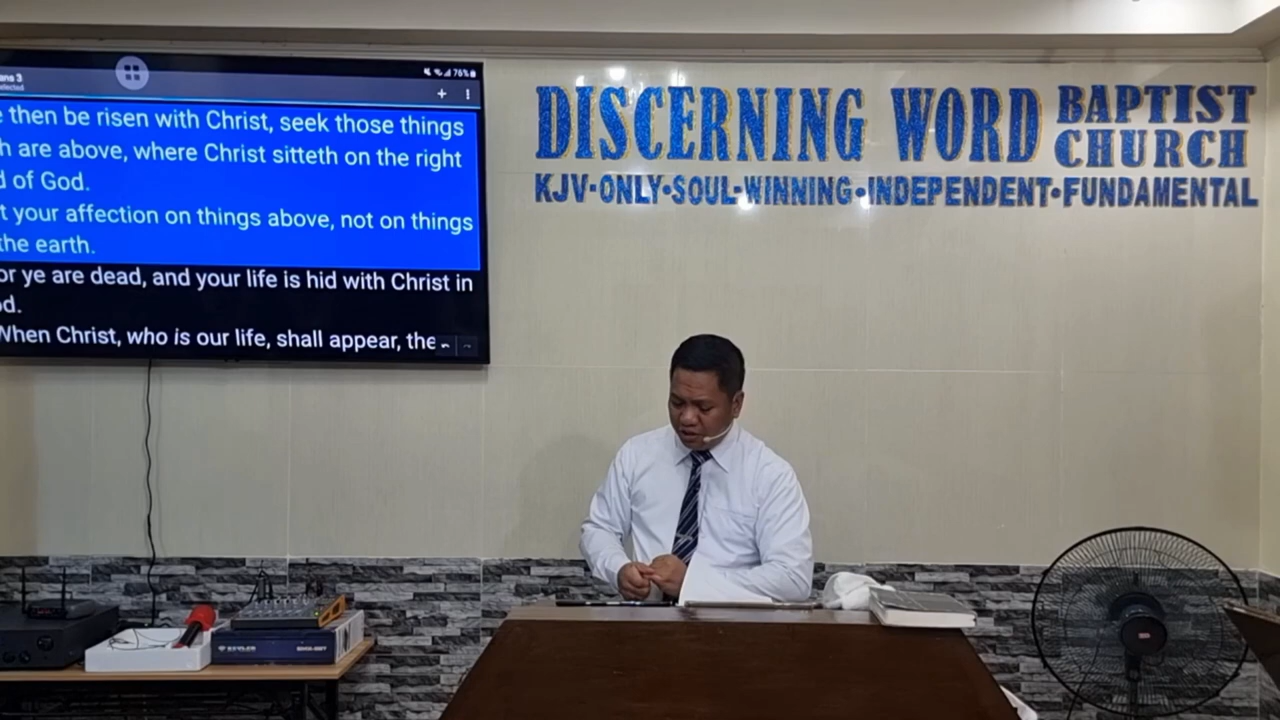 ans 3
selected
76%
then be risen with Christ, seek those things
h are above, where Christ sitteth on the right
d of God.
t your affection on things above, not on things
the earth.
or ye are dead, and your life is hid with Christ in
d.
When Christ, who is our life, shall appear, the
DISCERNING WORD BAPTIST CHURCH
KJV•ONLY•SOUL-WINNING•INDEPENDENT•FUNDAMENTAL
KEVLER